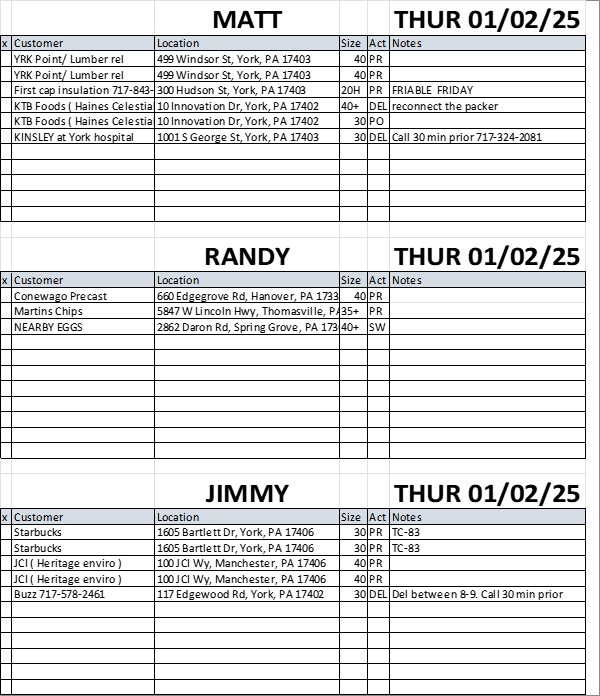 MATT THUR 01/02/25
x Customer Location Size Act Notes
YRK Point/ Lumber rel 499 Windsor St, York, PA 17403 40 PR
YRK Point/ Lumber rel 499 Windsor St, York, PA 17403 40 PR
First cap insulation 717-843- 300 Hudson St, York, PA 17403 20H PR FRIABLE FRIDAY
KTB Foods ( Haines Celestia 10 Innovation Dr, York, PA 17402 40+ DEL reconnect the packer
KTB Foods ( Haines Celestia 10 Innovation Dr, York, PA 17402 30 PO
KINSLEY at York hospital 1001 S George St, York, PA 17403 30 DEL Call 30 min prior 717-324-2081
RANDY THUR 01/02/25
x Customer Location Size Act Notes
Conewago Precast 660 Edgegrove Rd, Hanover, PA 1733 40 PR
Martins Chips 5847 W Lincoln Hwy, Thomasville, PA 35+ PR
NEARBY EGGS 2862 Daron Rd, Spring Grove, PA 173 40+ SW
JIMMY THUR 01/02/25
x Customer Location Size Act Notes
Starbucks 1605 Bartlett Dr, York, PA 17406 30 PR TC-83
Starbucks 1605 Bartlett Dr, York, PA 17406 30 PR TC-83
JCI ( Heritage enviro ) 100 JCI Wy, Manchester, PA 17406 40 PR
JCI ( Heritage enviro ) 100 JCI Wy, Manchester, PA 17406 40 PR
Buzz 717-578-2461 117 Edgewood Rd, York, PA 17402 30 DEL Del between 8-9. Call 30 min prior